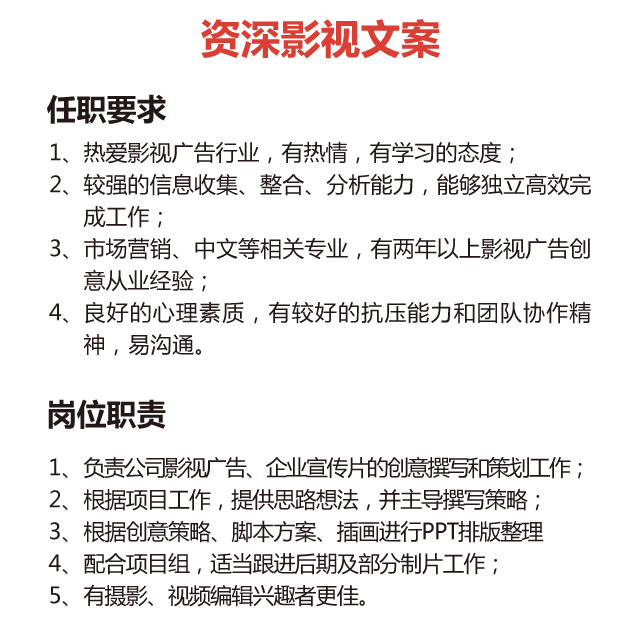 资深影视文案
任职要求
1、热爱影视广告行业，有热情，有学习的态度；
2、较强的信息收集、整合、分析能力，能够独立高效完
成工作；
3、市场营销、中文等相关专业，有两年以上影视广告创
意从业经验；
4、良好的心理素质，有较好的抗压能力和团队协作精
神，易沟通。
岗位职责
1、负责公司影视广告、企业宣传片的创意撰写和策划工作；
2、根据项目工作，提供思路想法，并主导撰写策略；
3、根据创意策略、脚本方案、插画进行PPT排版整理
4、配合项目组，适当跟进后期及部分制片工作；
5、有摄影、视频编辑兴趣者更佳。